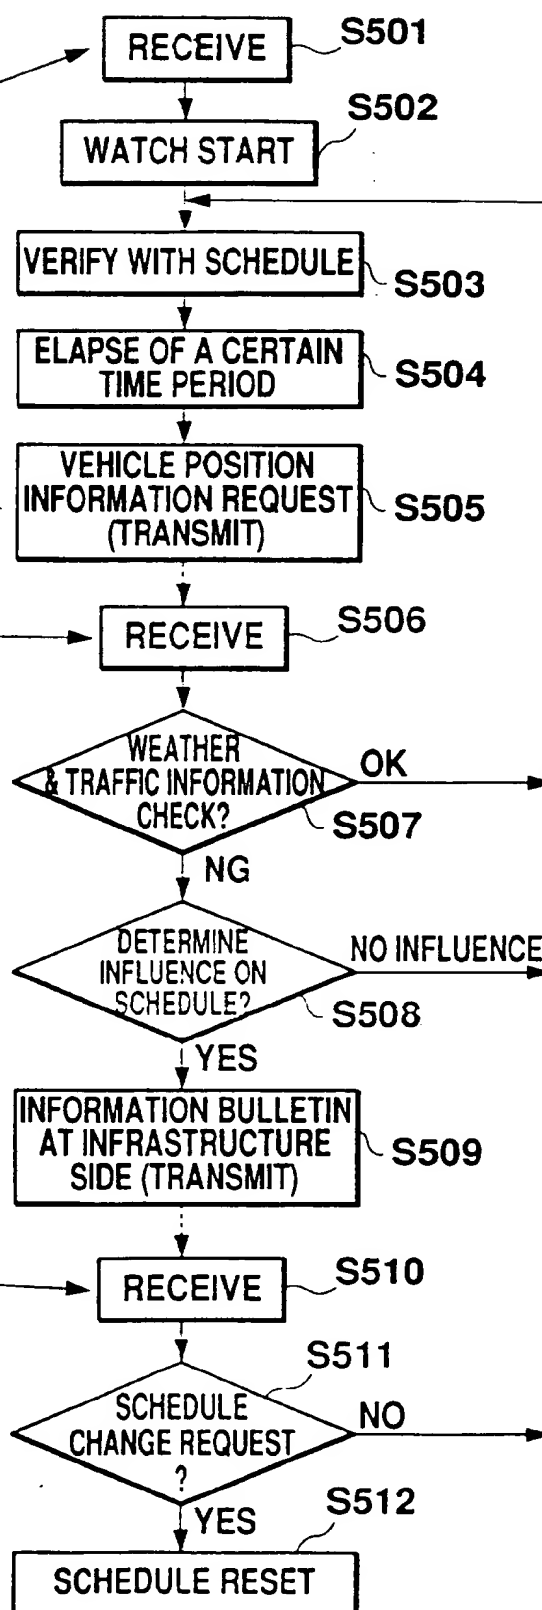 RECEIVE
S501
WATCH START
S502
VERIFY WITH SCHEDULE
S503
ELAPSE OF A CERTAIN
TIME PERIOD
S504
VEHICLE POSITION
INFORMATION REQUEST
(TRANSMIT)
S505
RECEIVE
S506
WEATHER
& TRAFFIC INFORMATION
CHECK?
OK
S507
NG
DETERMINE
INFLUENCE ON
SCHEDULE?
NO INFLUENCE
S508
YES
INFORMATION BULLETIN
AT INFRASTRUCTURE
SIDE (TRANSMIT)
S509
RECEIVE
S510
S511
SCHEDULE
CHANGE REQUEST
?
NO
YES
S512
SCHEDULE RESET